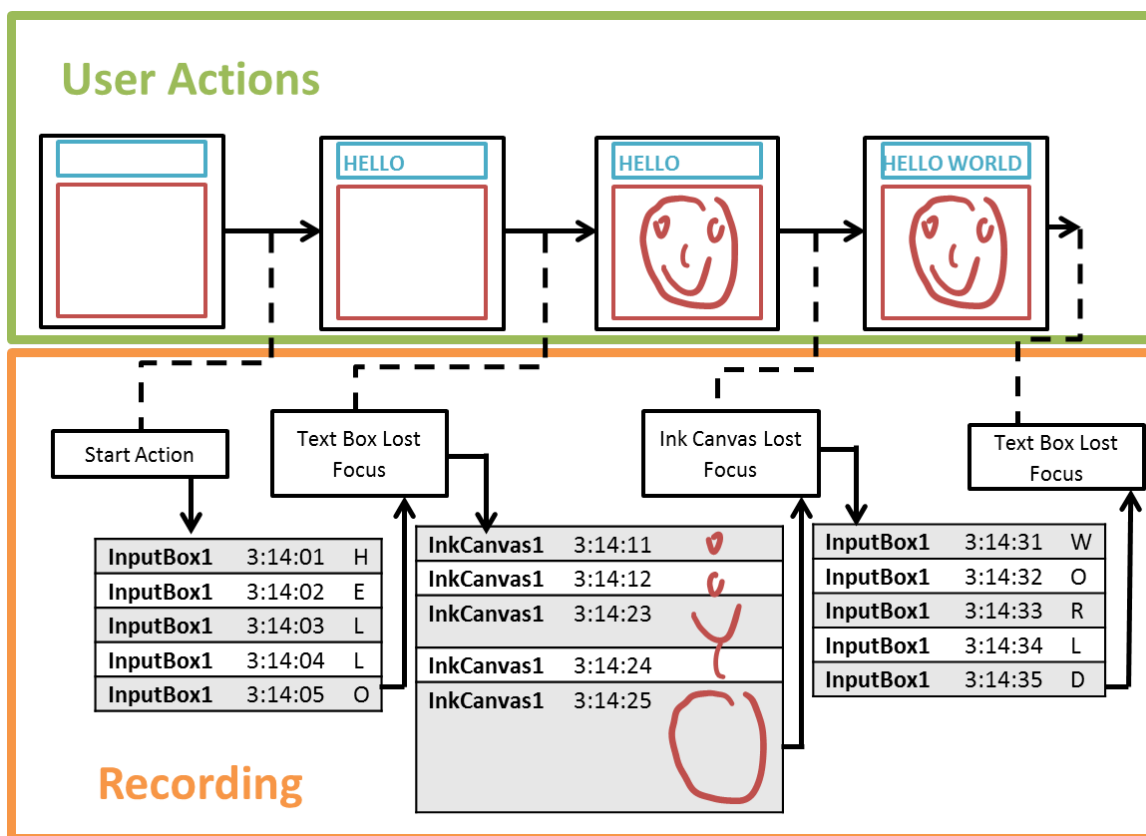 User Actions
HELLO
HELLO
HELLO WORLD
Start Action
Text Box Lost
Focus
Ink Canvas Lost
Focus
Text Box Lost
Focus
InputBox1 3:14:01 H
InputBox1 3:14:02 E
InputBox1 3:14:03 L
InputBox1 3:14:04 L
InputBox1 3:14:05 O
InkCanvas1 3:14:11
InkCanvas1 3:14:12
InkCanvas1 3:14:23
InkCanvas1 3:14:24
InkCanvas1 3:14:25
InputBox1 3:14:31 W
InputBox1 3:14:32 O
InputBox1 3:14:33 R
InputBox1 3:14:34 L
InputBox1 3:14:35 D
Recording